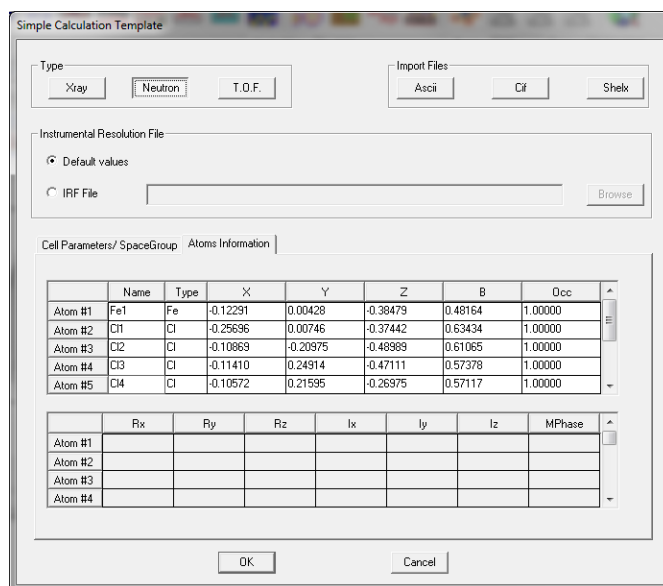 Simple Calculation Template
Type
Import Files
Xray Neutron T.O.F. Ascii Cif Shelx
Instrumental Resolution File
Default values
IRF File Browse
Cell Parameters/ SpaceGroup Atoms Information
Name Type X Y Z B Occ
Atom #1 Fe1 Fe -0.12291 0.00428 -0.38479 0.48164 1.00000
Atom #2 Cl1 Cl -0.25696 0.00746 -0.37442 0.63434 1.00000
Atom #3 Cl2 Cl -0.10869 -0.20975 -0.48989 0.61065 1.00000
Atom #4 Cl3 Cl -0.11410 0.24914 -0.47111 0.57378 1.00000
Atom #5 Cl4 Cl -0.10572 0.21595 -0.26975 0.57117 1.00000
Rx Ry Rz Ix Iy Iz MPhase
Atom #1
Atom #2
Atom #3
Atom #4
OK Cancel